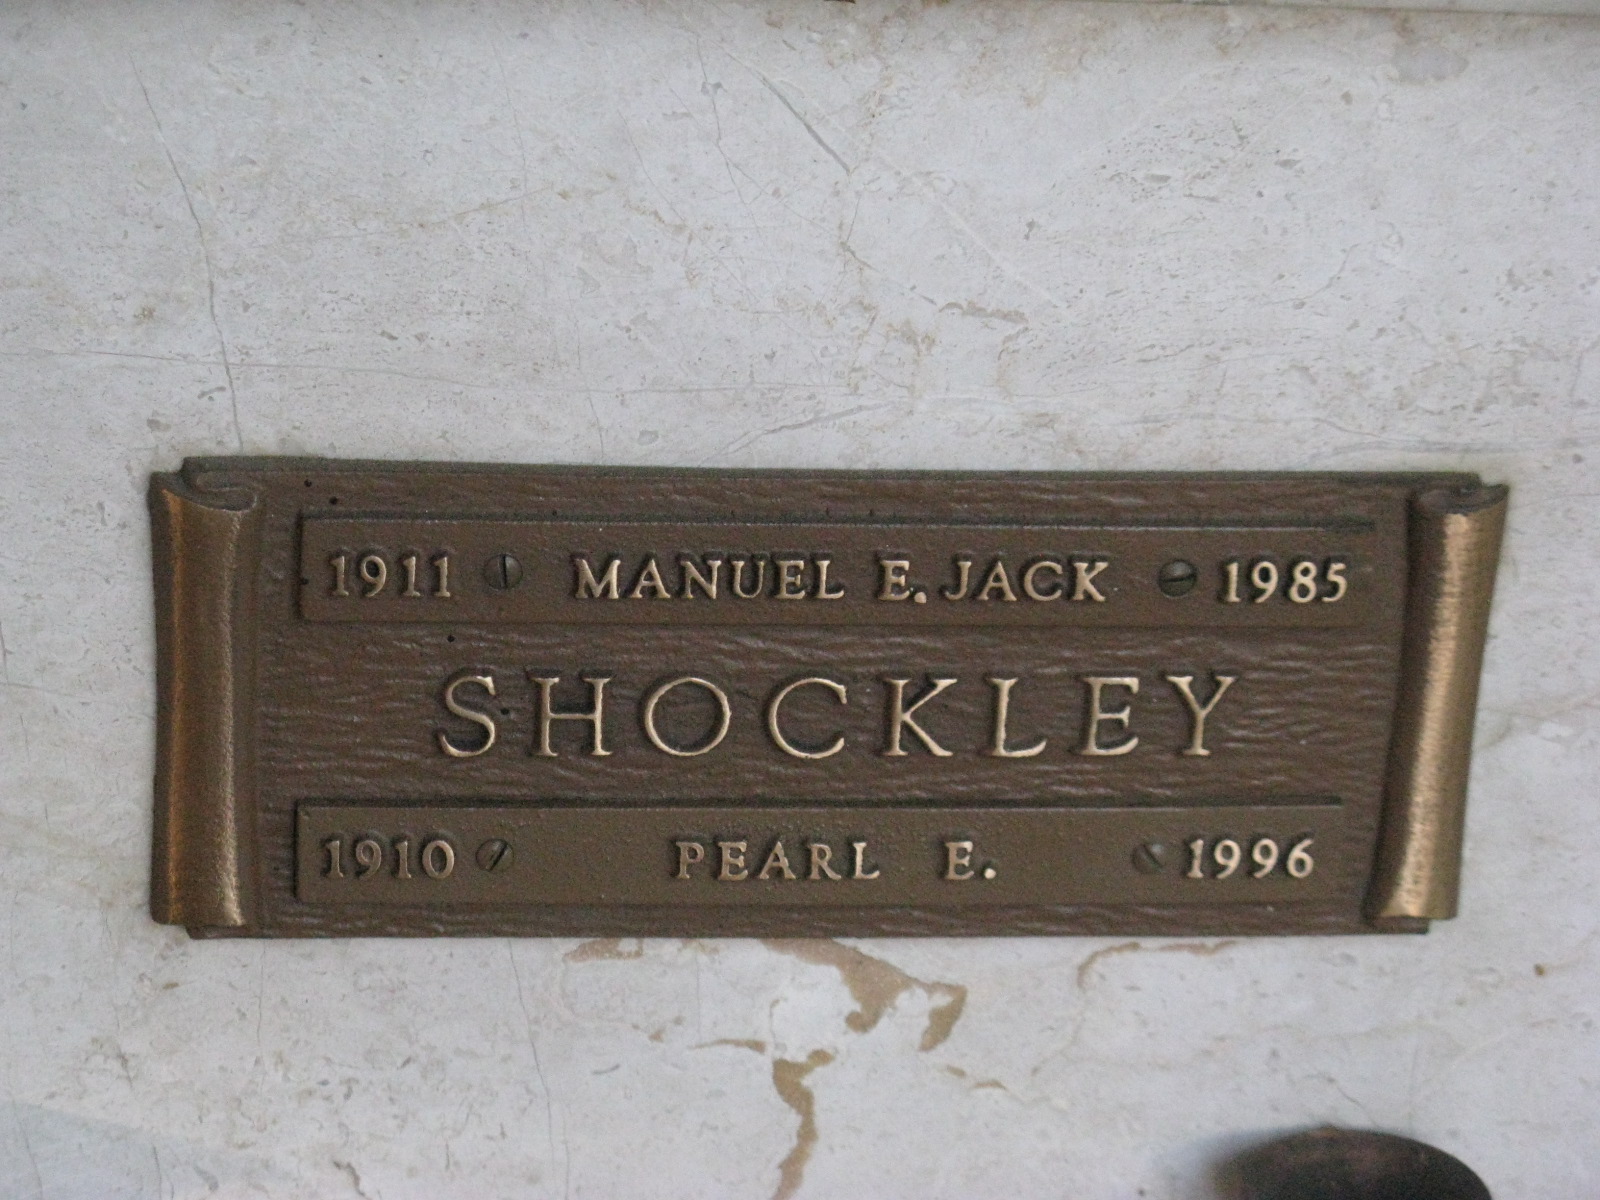 1911 MANUEL E. JACK 1985
SHOCKLEY
1910 PEARL E. 1996